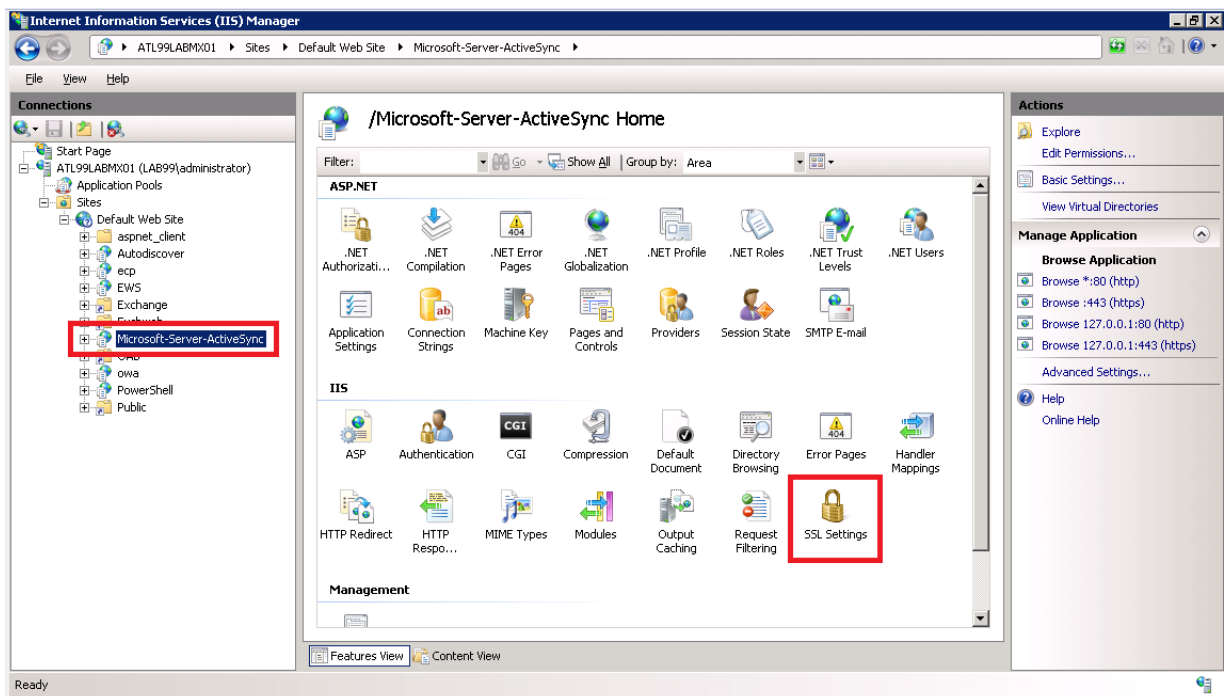 Internet Information Services (IIS) Manager
ATL99LABMX01 Sites Default Web Site Microsoft-Server-ActiveSync
File View Help
Connections
Start Page
ATL99LABMX01 (LAB99\administrator)
Application Pools
Sites
Default Web Site
aspnet_client
Autodiscover
ecp
EWS
Exchange
Microsoft-Server-ActiveSync
OAB
owa
PowerShell
Public
/Microsoft-Server-ActiveSync Home
Filter: Go Show All Group by: Area
ASP.NET
.NET Authorizati...
.NET Compilation
.NET Error Pages
.NET Globalization
.NET Profile
.NET Roles
.NET Trust Levels
.NET Users
Application Settings
Connection Strings
Machine Key
Pages and Controls
Providers
Session State
SMTP E-mail
IIS
ASP
Authentication
CGI
Compression
Default Document
Directory Browsing
Error Pages
Handler Mappings
HTTP Redirect
HTTP Respo...
MIME Types
Modules
Output Caching
Request Filtering
SSL Settings
Management
Features View Content View
Actions
Explore
Edit Permissions...
Basic Settings...
View Virtual Directories
Manage Application
Browse Application
Browse *:80 (http)
Browse :443 (https)
Browse 127.0.0.1:80 (http)
Browse 127.0.0.1:443 (https)
Advanced Settings...
Help
Online Help
Ready